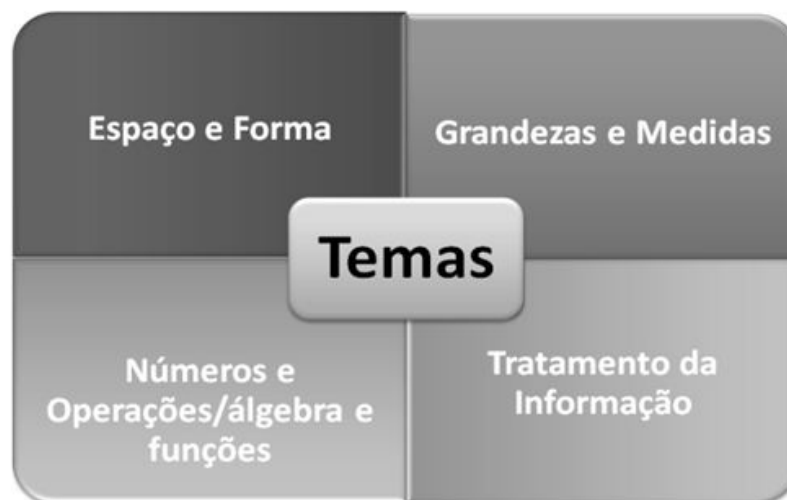 Espaço e Forma
Grandezas e Medidas
Temas
Números e
Operações/álgebra e
funções
Tratamento da
Informação